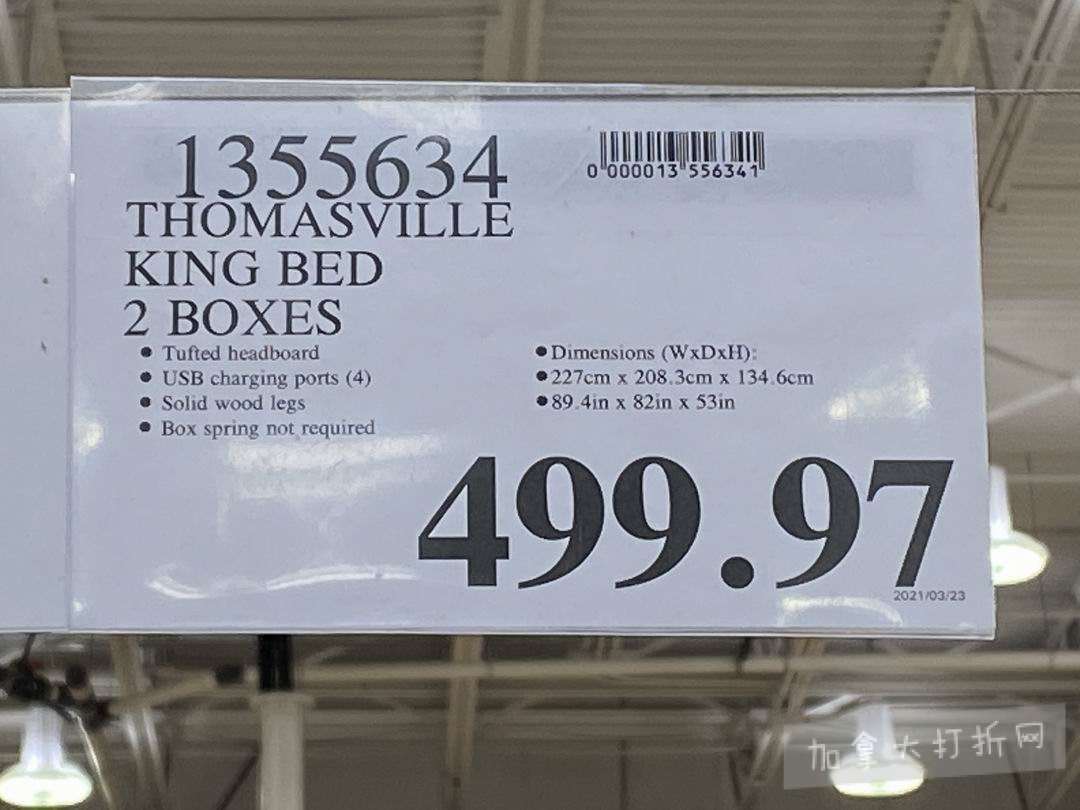 1355634
0 000013 556341
THOMASVILLE
KING BED
2 BOXES
• Tufted headboard
• USB charging ports (4)
• Solid wood legs
• Box spring not required
• Dimensions (WxDxH):
• 227cm x 208.3cm x 134.6cm
• 89.4in x 82in x 53in
499.97
2021/03/23
加拿大打折网